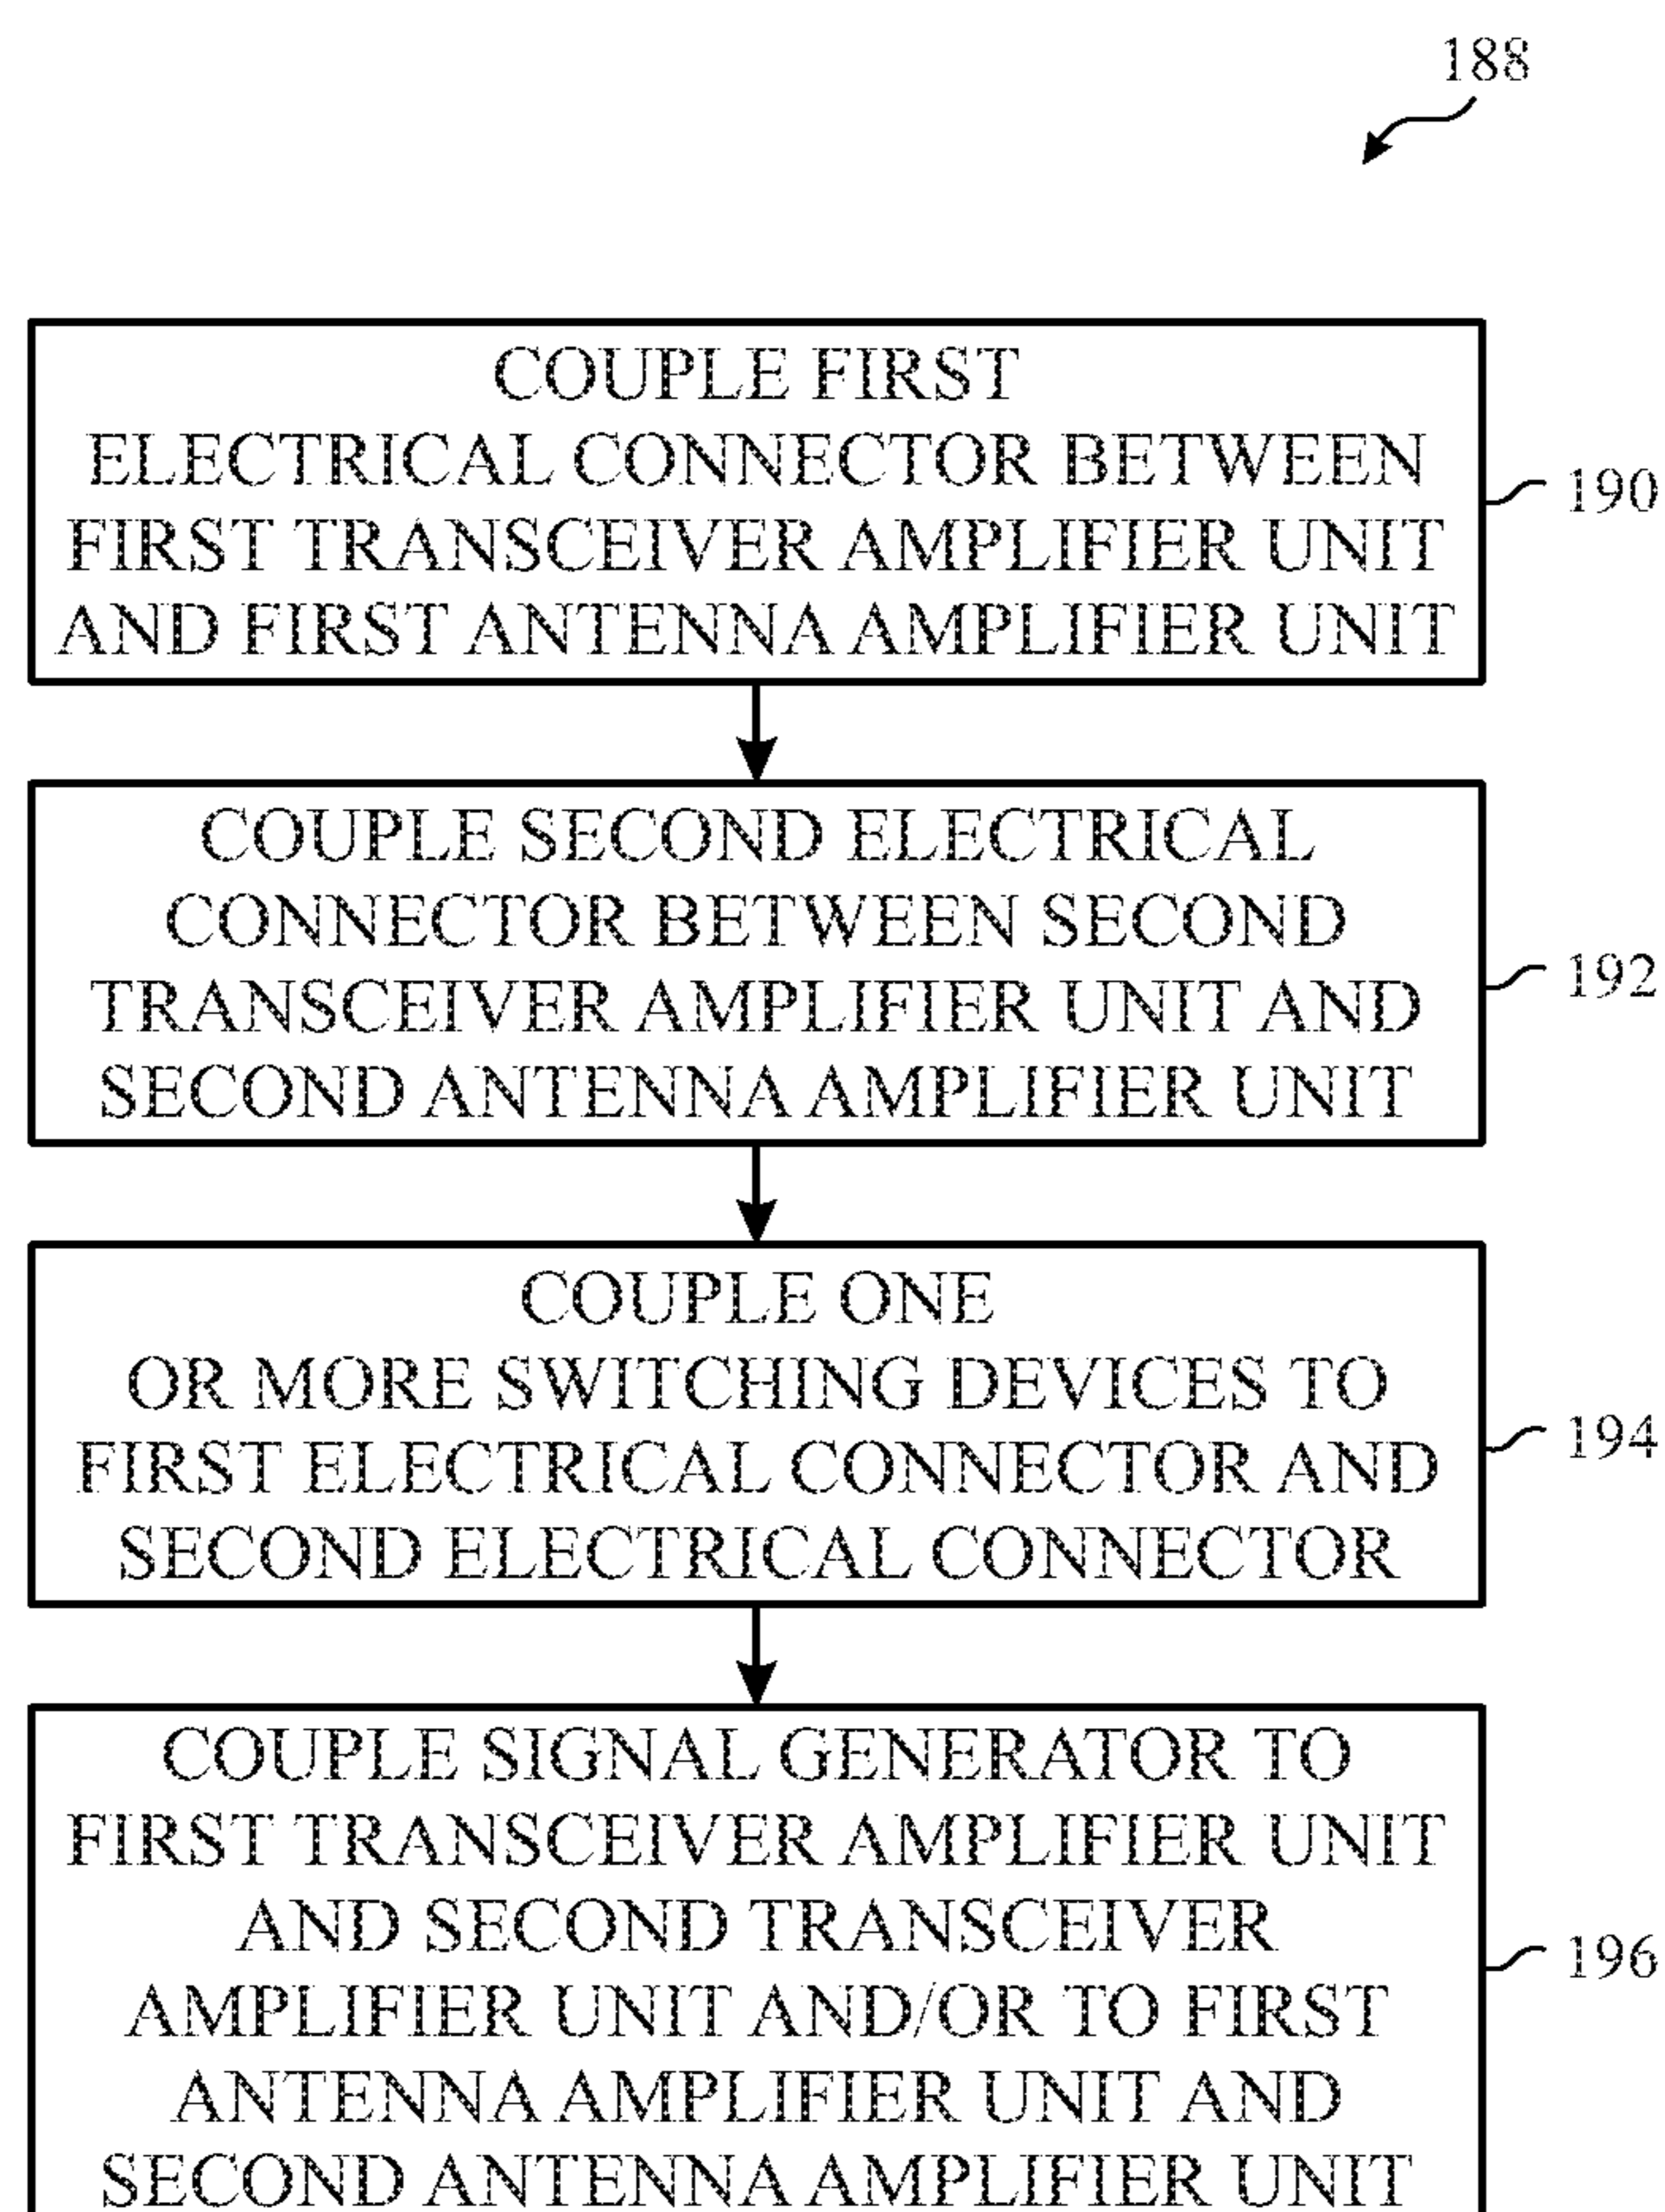 188
COUPLE FIRST
ELECTRICAL CONNECTOR BETWEEN
FIRST TRANSCEIVER AMPLIFIER UNIT
AND FIRST ANTENNA AMPLIFIER UNIT
190
COUPLE SECOND ELECTRICAL
CONNECTOR BETWEEN SECOND
TRANSCEIVER AMPLIFIER UNIT AND
SECOND ANTENNA AMPLIFIER UNIT
192
COUPLE ONE
OR MORE SWITCHING DEVICES TO
FIRST ELECTRICAL CONNECTOR AND
SECOND ELECTRICAL CONNECTOR
194
COUPLE SIGNAL GENERATOR TO
FIRST TRANSCEIVER AMPLIFIER UNIT
AND SECOND TRANSCEIVER
AMPLIFIER UNIT AND/OR TO FIRST
ANTENNA AMPLIFIER UNIT AND
SECOND ANTENNA AMPLIFIER UNIT
196